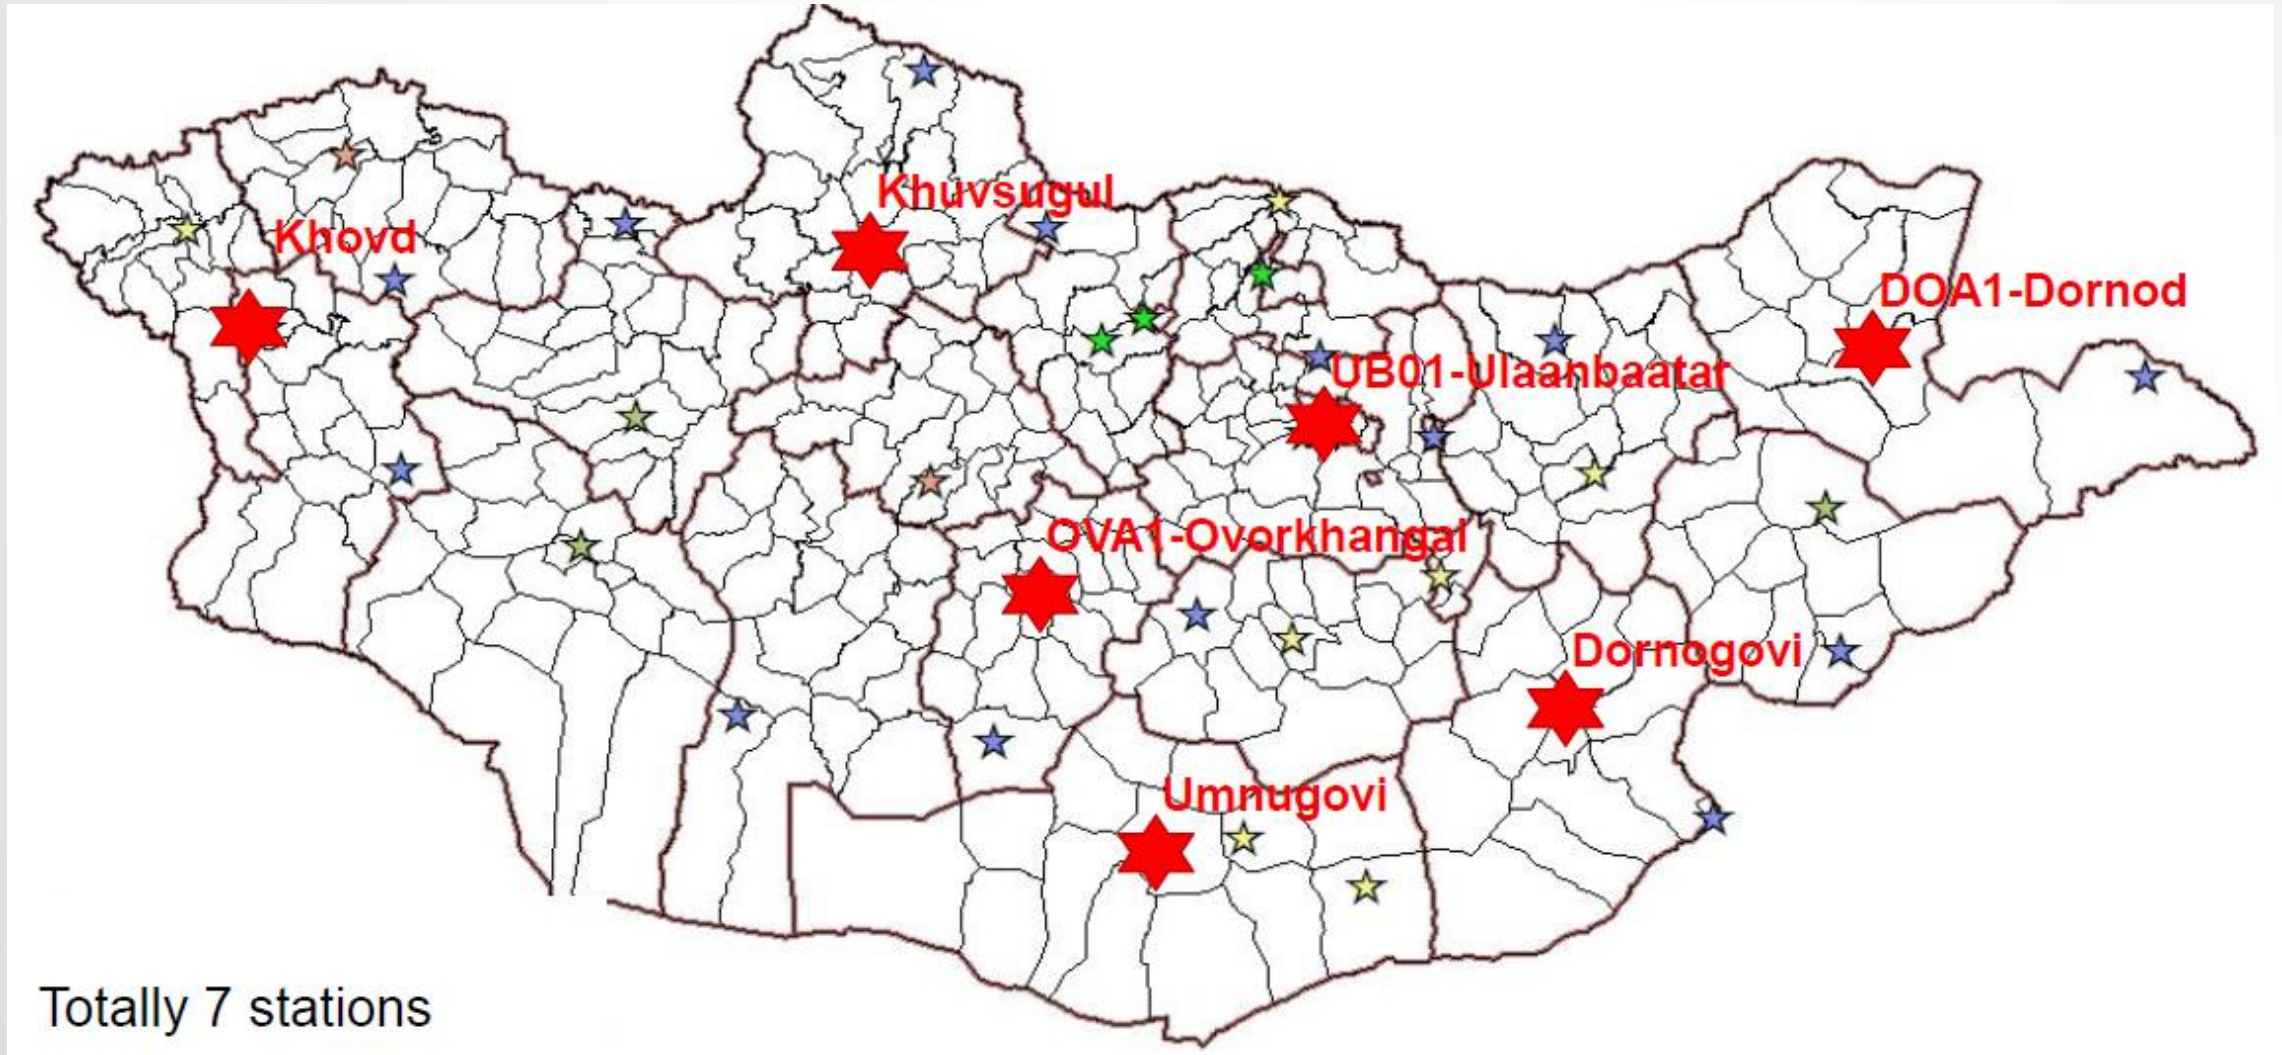 Khuvsugul
Khovd
DOA1-Dornod
UB01-Ulaanbaatar
OVA1-Ovorkhangai
Dornogovi
Umnugovi
Totally 7 stations